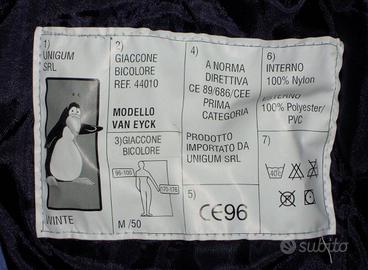 1)
UNIGUM
SRL
WINTE
2)
GIACCONE
BICOLORE
REF. 44010
MODELLO
VAN EYCK
3)GIACCONE
BICOLORE
96-100
170-176
M /50
4)
A NORMA
DIRETTIVA
CE 89/686/CEE
PRIMA
CATEGORIA
PRODOTTO
IMPORTATO DA
UNIGUM SRL
5)
CE96
6)
INTERNO
100% Nylon
ESTERNO
100% Polyester/
PVC
7)
40
subito